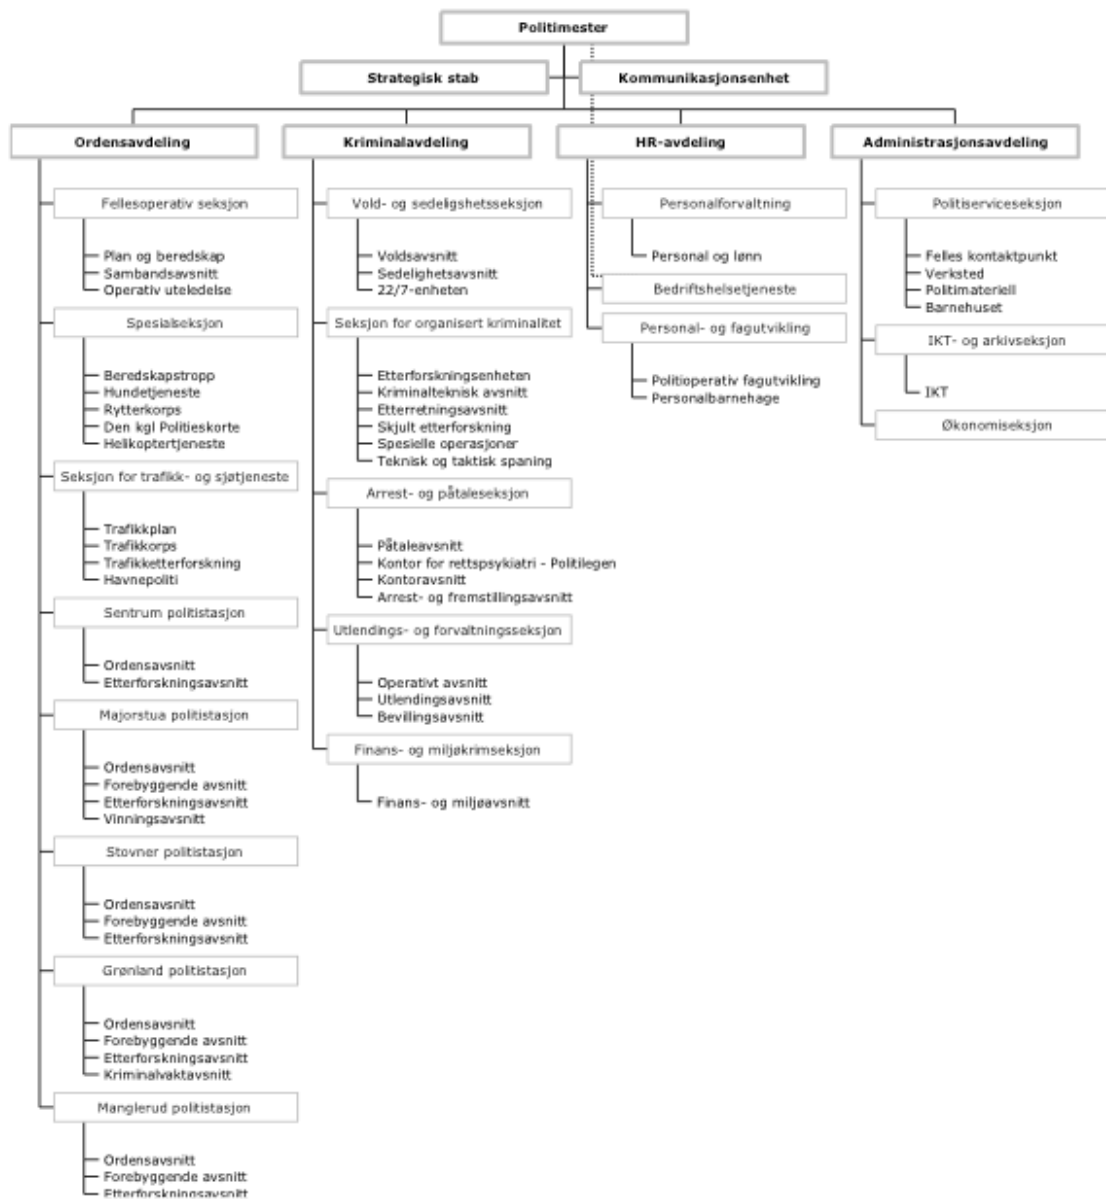 Politimester
Strategisk stab
Kommunikasjonsenhet
Ordensavdeling
Fellesoperativ seksjon
Plan og beredskap
Sambandsavsnitt
Operativ uteledelse
Spesialseksjon
Beredskapstropp
Hundetjeneste
Rytterkorps
Den kgl Politieskorte
Helikoptertjeneste
Seksjon for trafikk- og sjøtjeneste
Trafikkplan
Trafikkorps
Trafikketterforskning
Havnepoliti
Sentrum politistasjon
Ordensavsnitt
Etterforskningsavsnitt
Majorstua politistasjon
Ordensavsnitt
Forebyggende avsnitt
Etterforskningsavsnitt
Vinningsavsnitt
Stovner politistasjon
Ordensavsnitt
Forebyggende avsnitt
Etterforskningsavsnitt
Grønland politistasjon
Ordensavsnitt
Forebyggende avsnitt
Etterforskningsavsnitt
Kriminalvaktavsnitt
Manglerud politistasjon
Ordensavsnitt
Forebyggende avsnitt
Etterforskningsavsnitt
Kriminalavdeling
Vold- og sedeligshetsseksjon
Voldsavsnitt
Sedelighetsavsnitt
22/7-enheten
Seksjon for organisert kriminalitet
Etterforskningsenheten
Kriminalteknisk avsnitt
Etterretningsavsnitt
Skjult etterforskning
Spesielle operasjoner
Teknisk og taktisk spaning
Arrest- og påtaleseksjon
Påtaleavsnitt
Kontor for rettspsykiatri - Politilegen
Kontoravsnitt
Arrest- og fremstillingsavsnitt
Utlendings- og forvaltningsseksjon
Operativt avsnitt
Utlendingsavsnitt
Bevillingsavsnitt
Finans- og miljøkrimseksjon
Finans- og miljøavsnitt
HR-avdeling
Personalforvaltning
Personal og lønn
Bedriftshelsetjeneste
Personal- og fagutvikling
Politioperativ fagutvikling
Personalbarnehage
Administrasjonsavdeling
Politiserviceseksjon
Felles kontaktpunkt
Verksted
Politimateriell
Barnehuset
IKT- og arkivseksjon
IKT
Økonomiseksjon